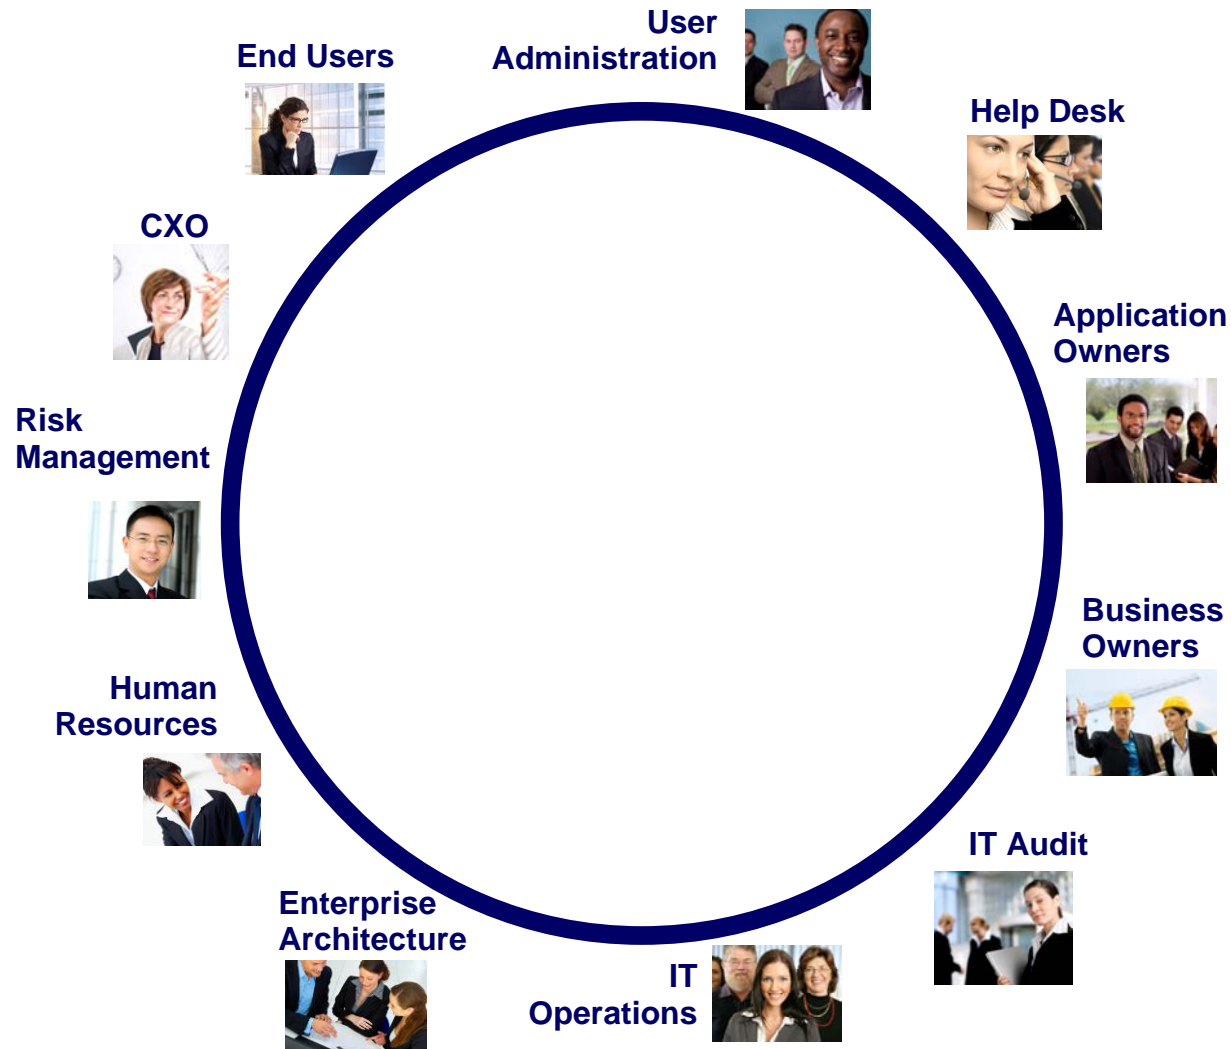 User
Administration
End Users
Help Desk
CXO
Application
Owners
Risk
Management
Business
Owners
Human
Resources
IT Audit
Enterprise
Architecture
IT
Operations